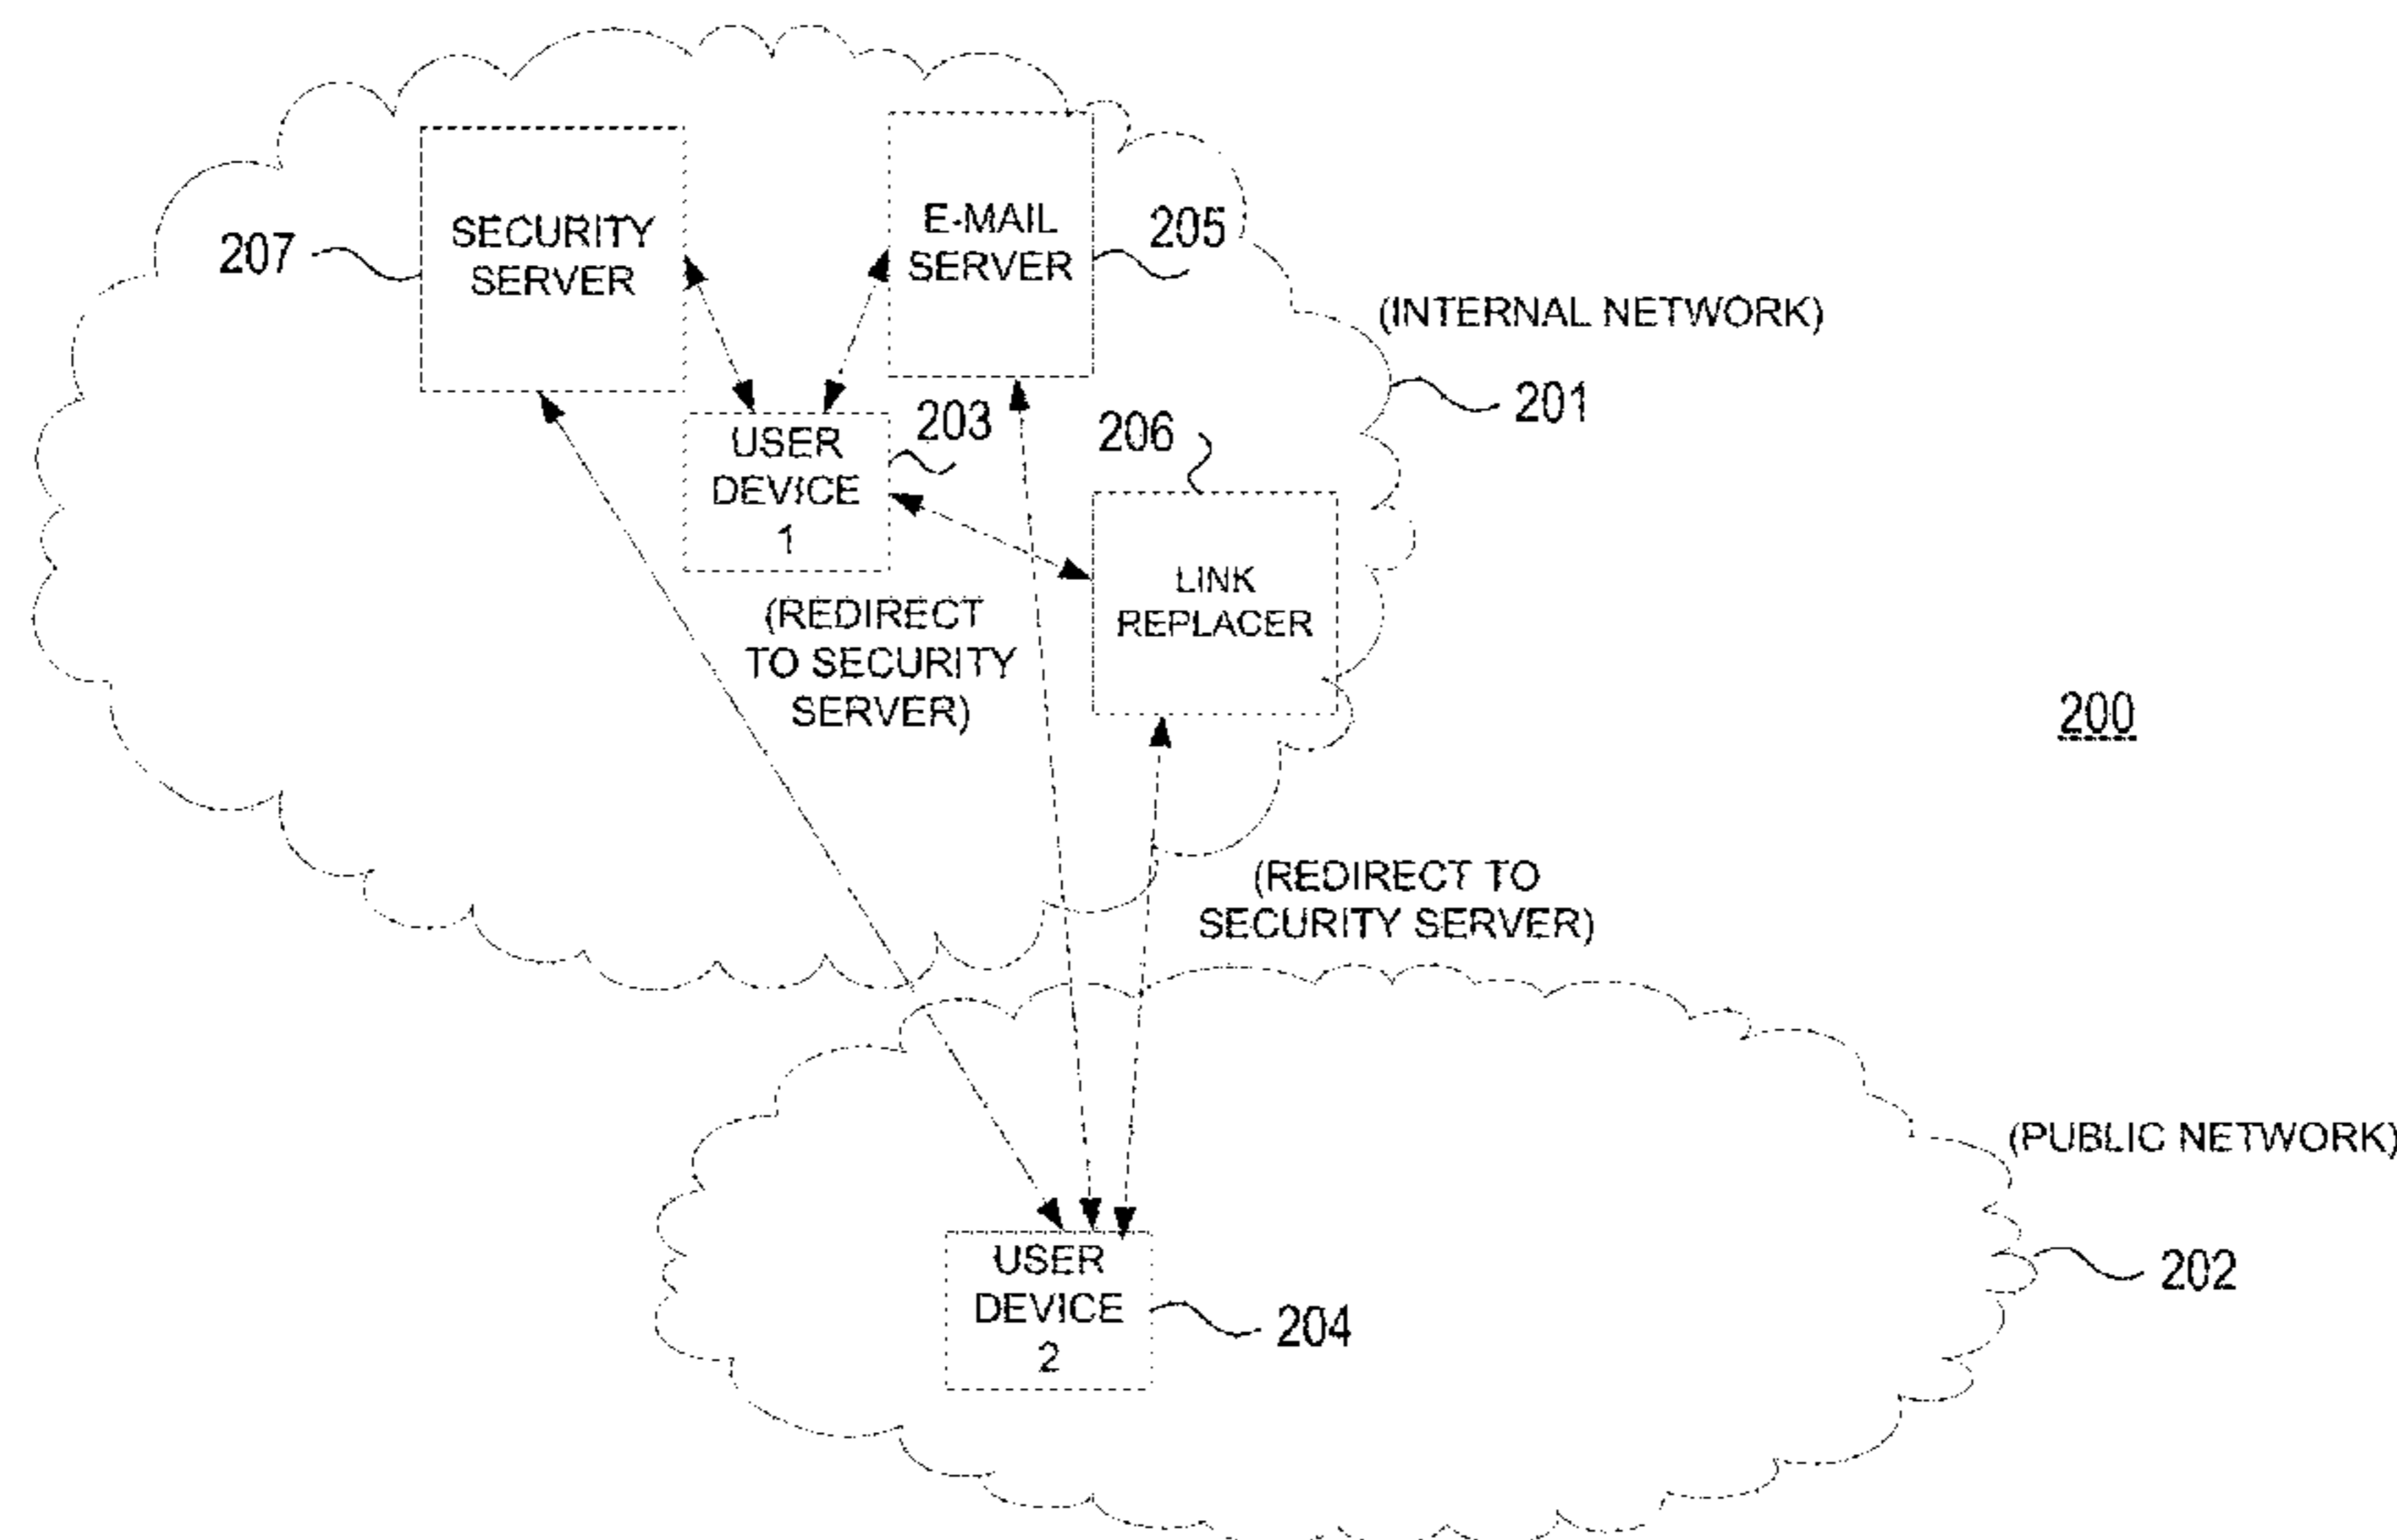 SECURITY
SERVER
207
E-MAIL
SERVER
205
(INTERNAL NETWORK)
201
USER
DEVICE
1
203
206
LINK
REPLACER
(REDIRECT
TO SECURITY
SERVER)
200
(REDIRECT TO
SECURITY SERVER)
(PUBLIC NETWORK)
202
USER
DEVICE
2
204